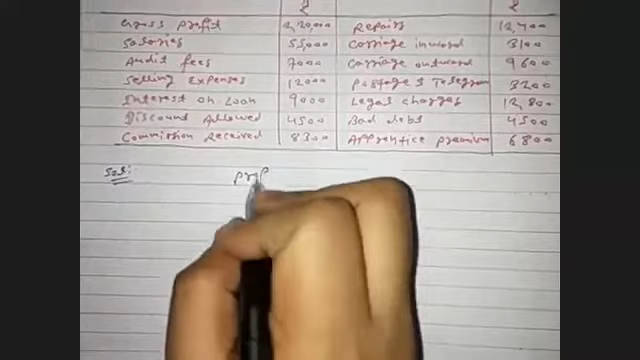 ₹ ₹
Gross profit 2,20,000 Repairs 12,400
Salaries 55,000 Carriage inward 3100
Audit fees 7000 Carriage outward 9600
Selling Expenses 12000 Postage & Telegram 3200
Interest on Loan 9000 Legal charges 12,800
Discount Allowed 4500 Bad debt 4500
Commission Received 8300 Apprentice premium 6800
Sol:
prof